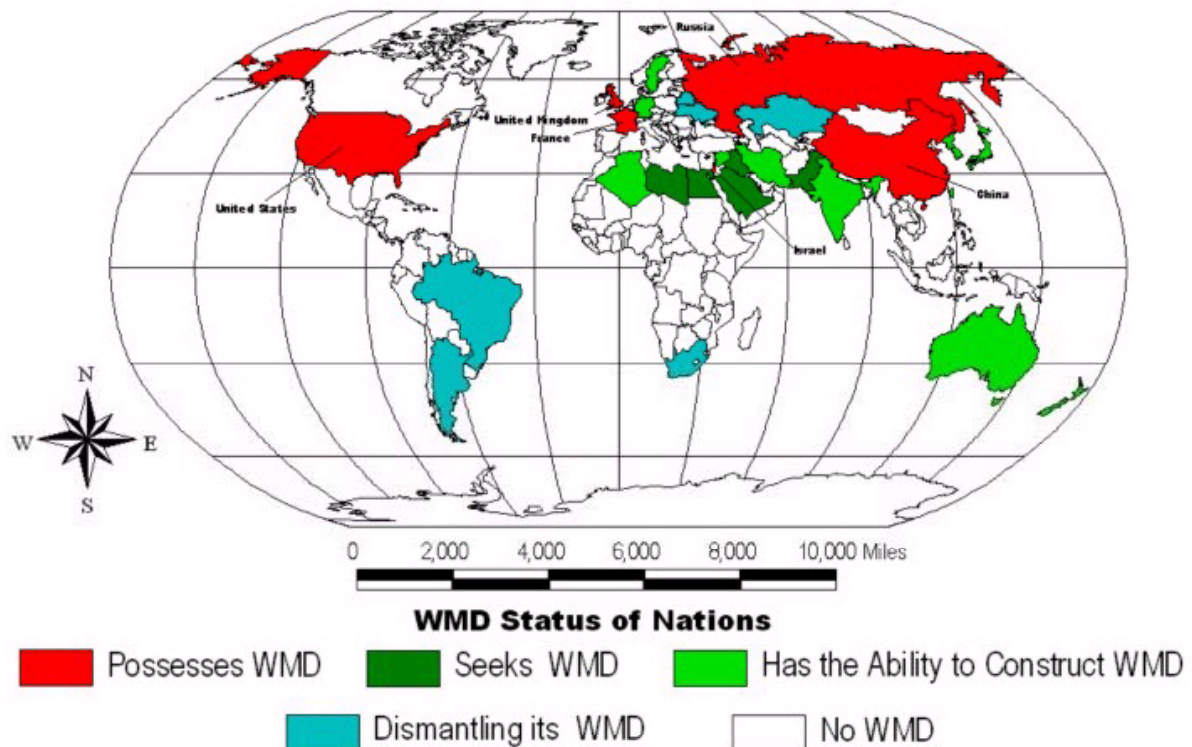 Russia
United Kingdom
France
China
United States
Israel
N
W E
S
0 2,000 4,000 6,000 8,000 10,000 Miles
WMD Status of Nations
Possesses WMD Seeks WMD Has the Ability to Construct WMD
Dismantling its WMD No WMD